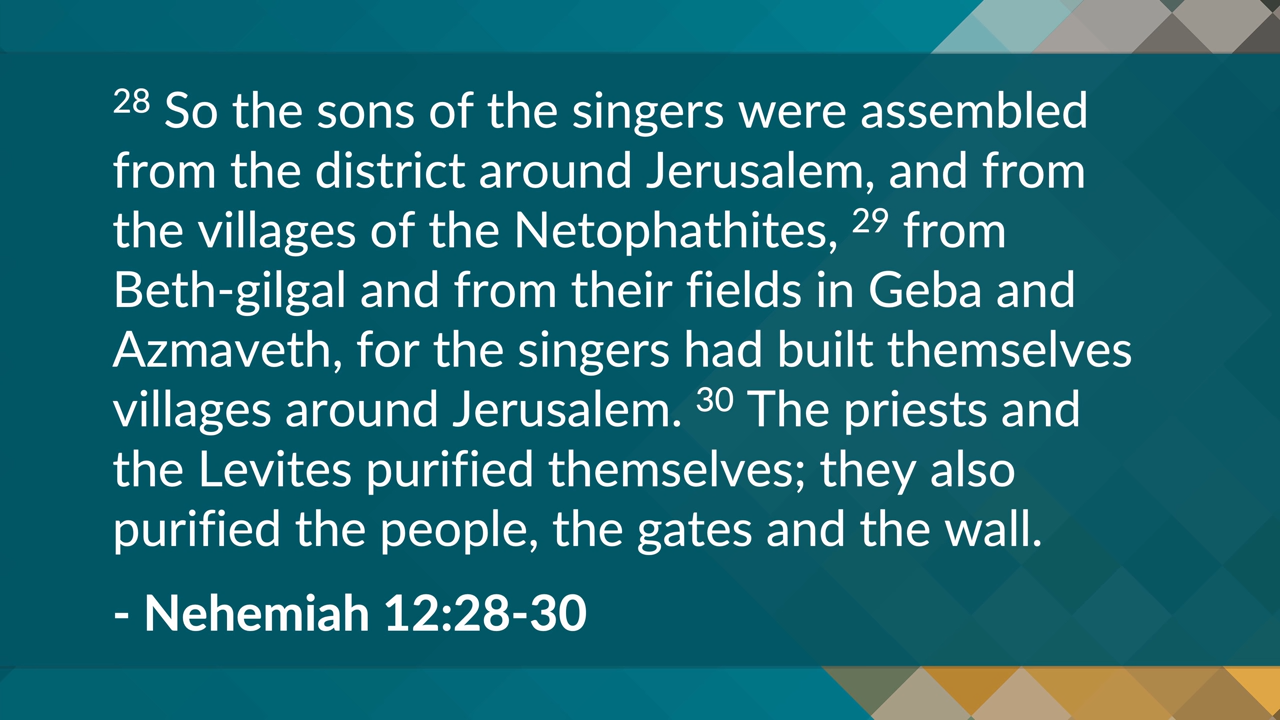 28 So the sons of the singers were assembled
from the district around Jerusalem, and from
the villages of the Netophathites, 29 from
Beth-gilgal and from their fields in Geba and
Azmaveth, for the singers had built themselves
villages around Jerusalem. 30 The priests and
the Levites purified themselves; they also
purified the people, the gates and the wall.
- Nehemiah 12:28-30